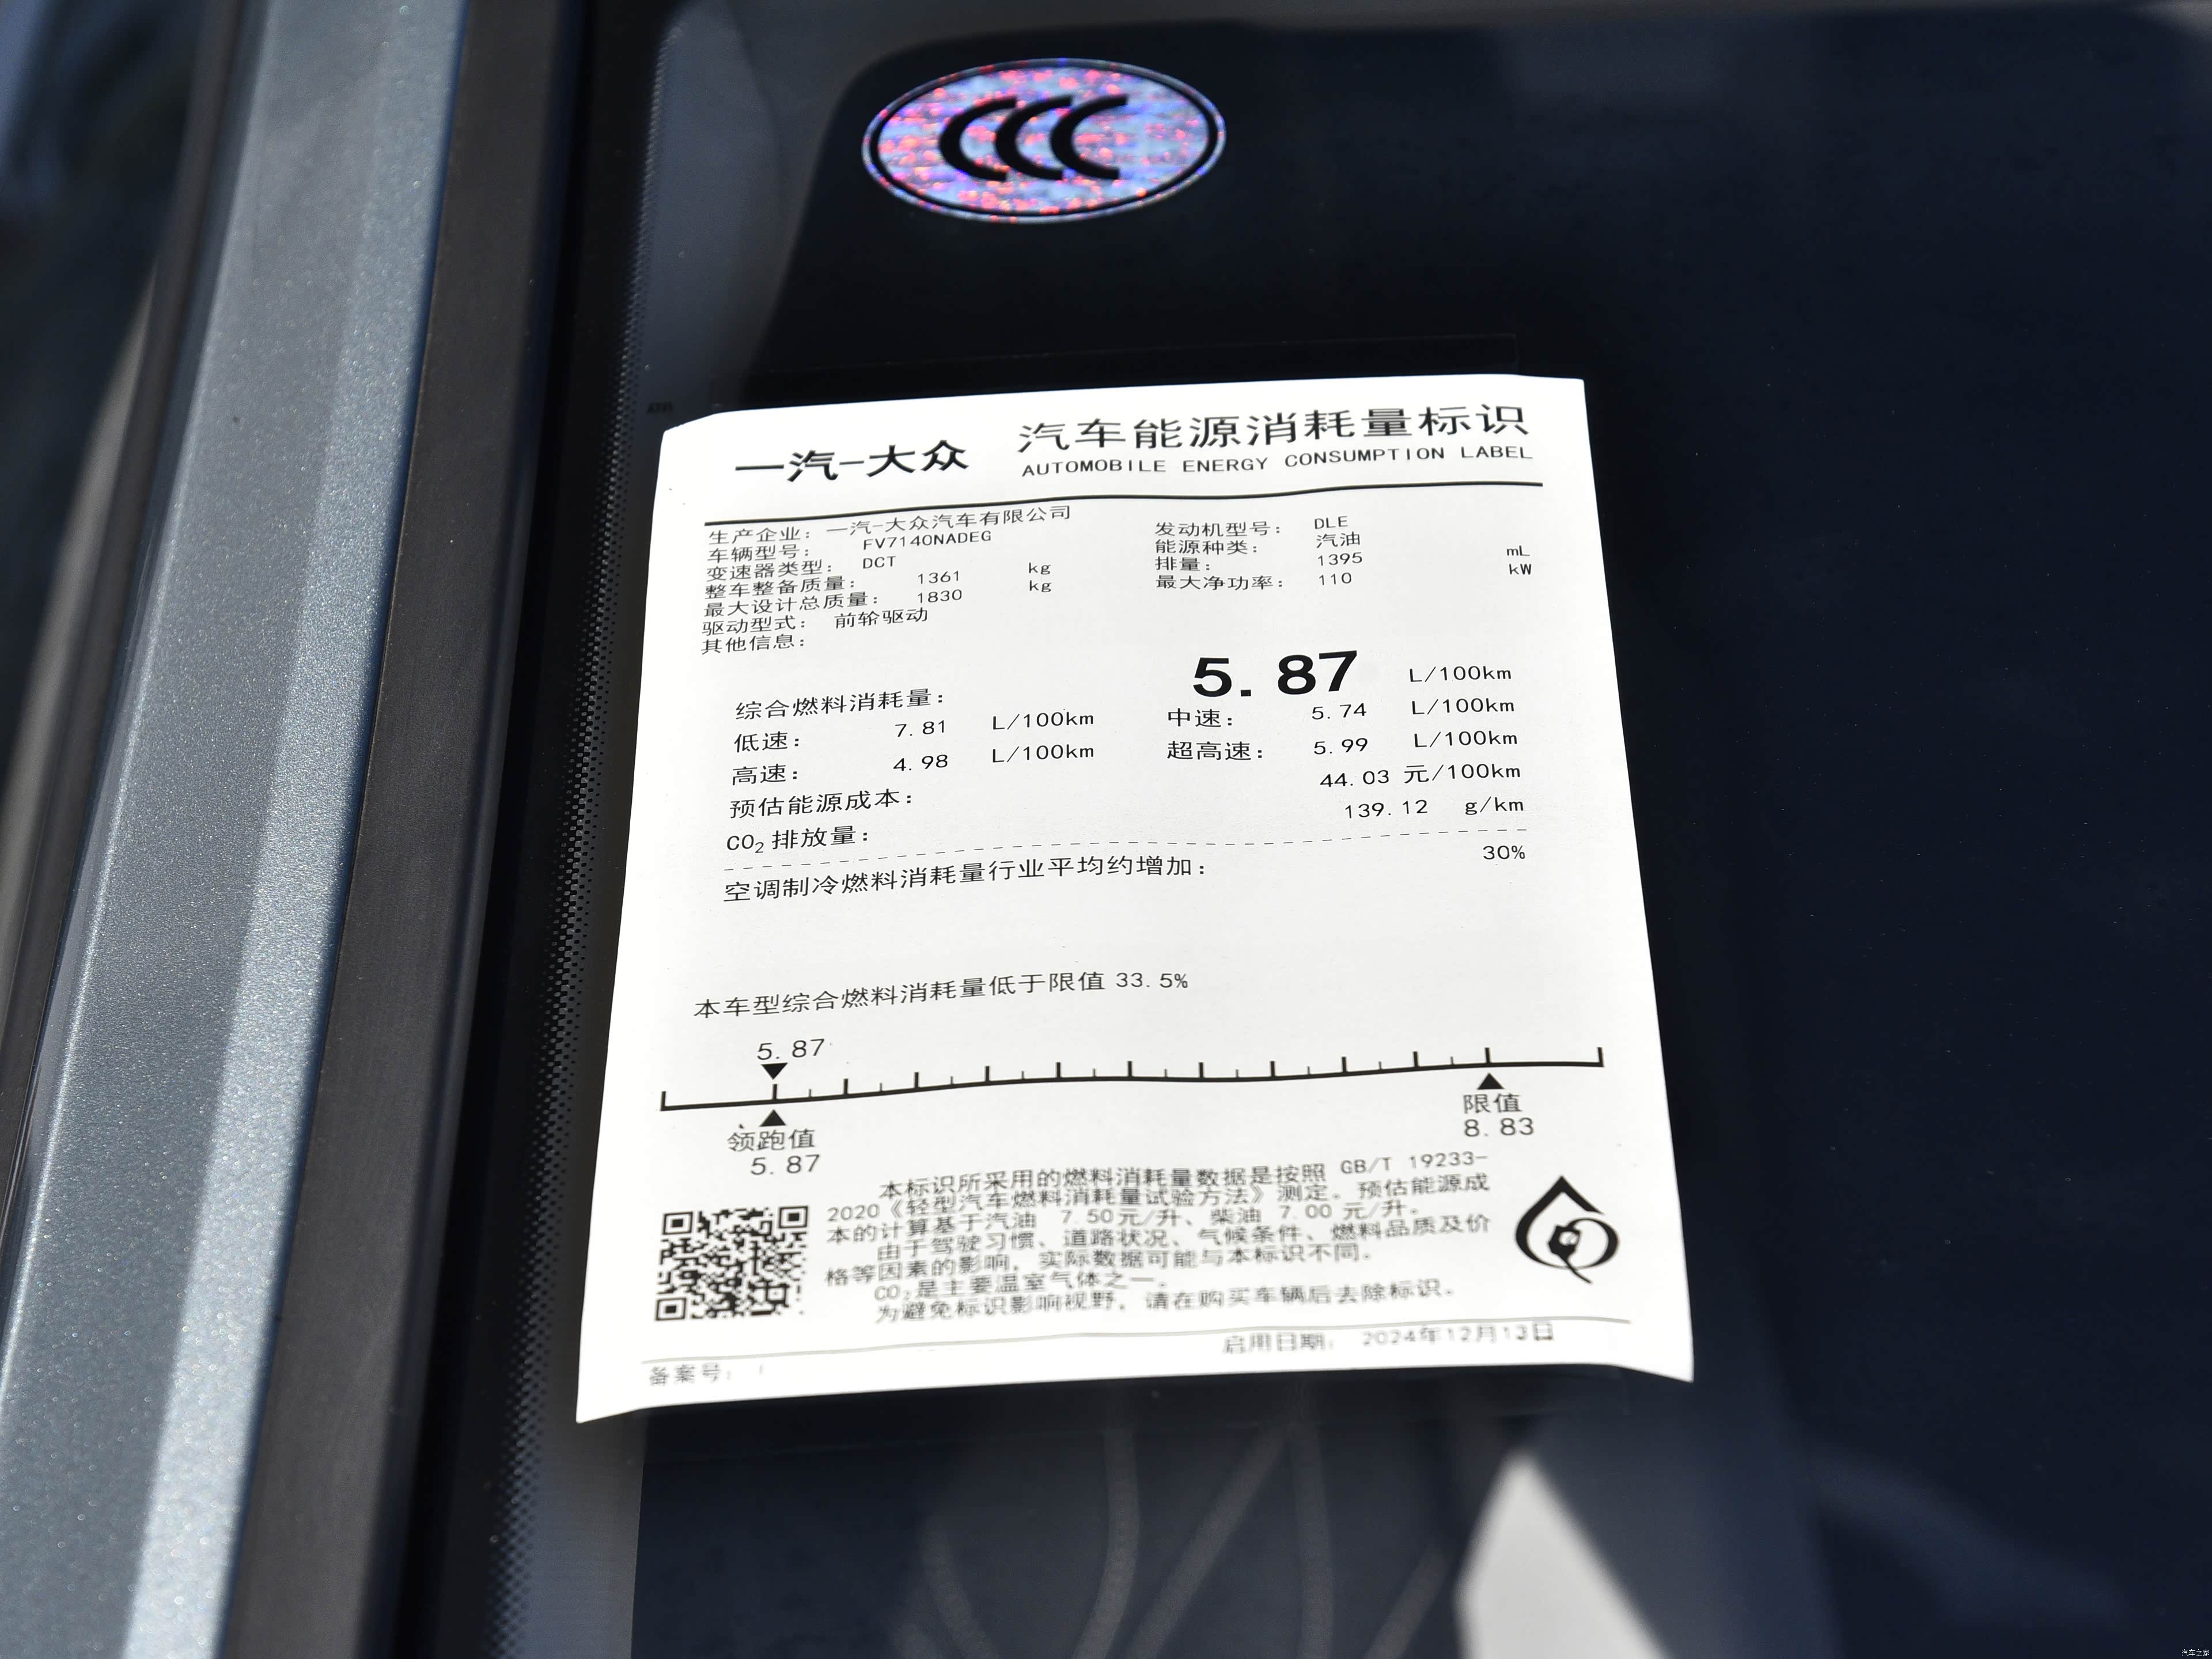 CCC
一汽-大众 汽车能源消耗量标识
AUTOMOBILE ENERGY CONSUMPTION LABEL
生产企业: 一汽-大众汽车有限公司
车辆型号: FV7140NADEG 发动机型号: DLE
变速器类型: DCT 能源种类: 汽油
整车整备质量: 1361 kg 排量: 1395 mL
最大设计总质量: 1830 kg 最大净功率: 110 kW
驱动型式: 前轮驱动
其他信息:
综合燃料消耗量: 5.87 L/100km
低速: 7.81 L/100km 中速: 5.74 L/100km
高速: 4.98 L/100km 超高速: 5.99 L/100km
预估能源成本: 44.03 元/100km
CO₂排放量: 139.12 g/km
空调制冷燃料消耗量行业平均约增加: 30%
本车型综合燃料消耗量低于限值 33.5%
5.87
领跑值
5.87
限值
8.83
本标识所采用的燃料消耗量数据是按照 GB/T 19233-
2020《轻型汽车燃料消耗量试验方法》测定。预估能源成
本的计算基于汽油 7.50元/升、柴油 7.00 元/升。
由于驾驶习惯、道路状况、气候条件、燃料品质及价
格等因素的影响，实际数据可能与本标识不同。
CO₂是主要温室气体之一。
为避免标识影响视野，请在购买车辆后去除标识。
启用日期: 2024年12月13日
备案号:
汽车之家